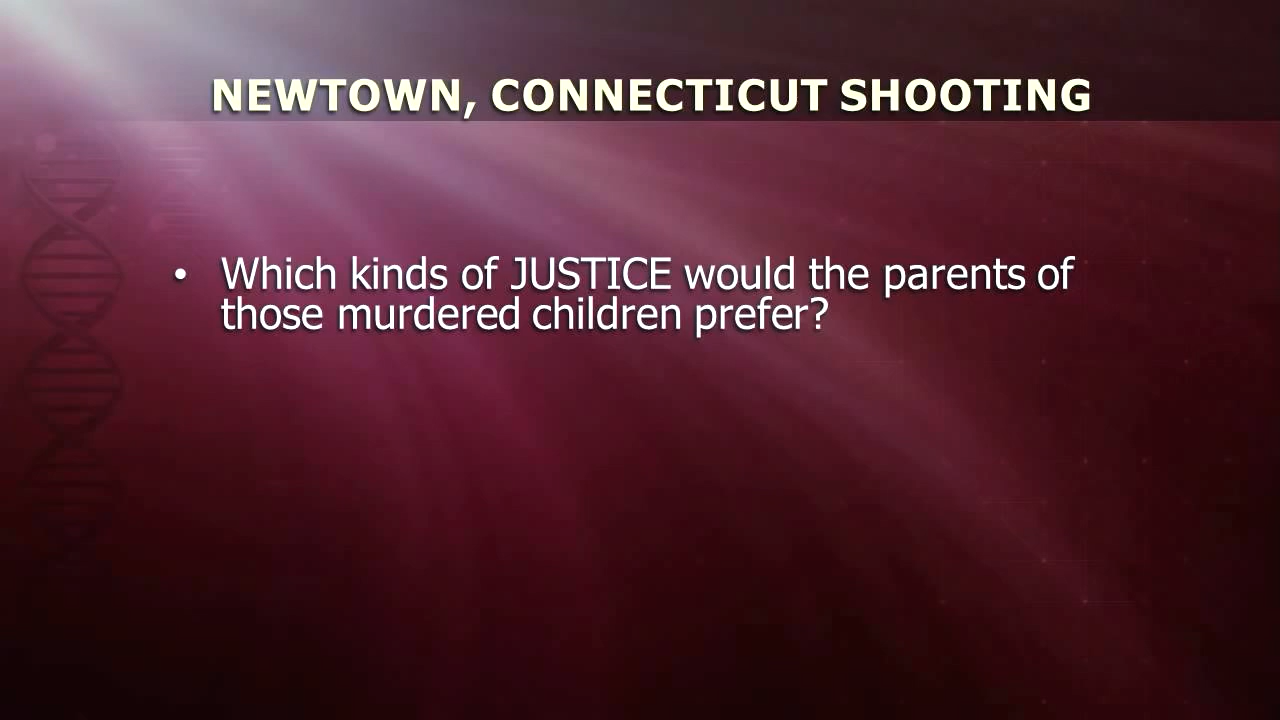 NEWTOWN, CONNECTICUT SHOOTING
• Which kinds of JUSTICE would the parents of
those murdered children prefer?